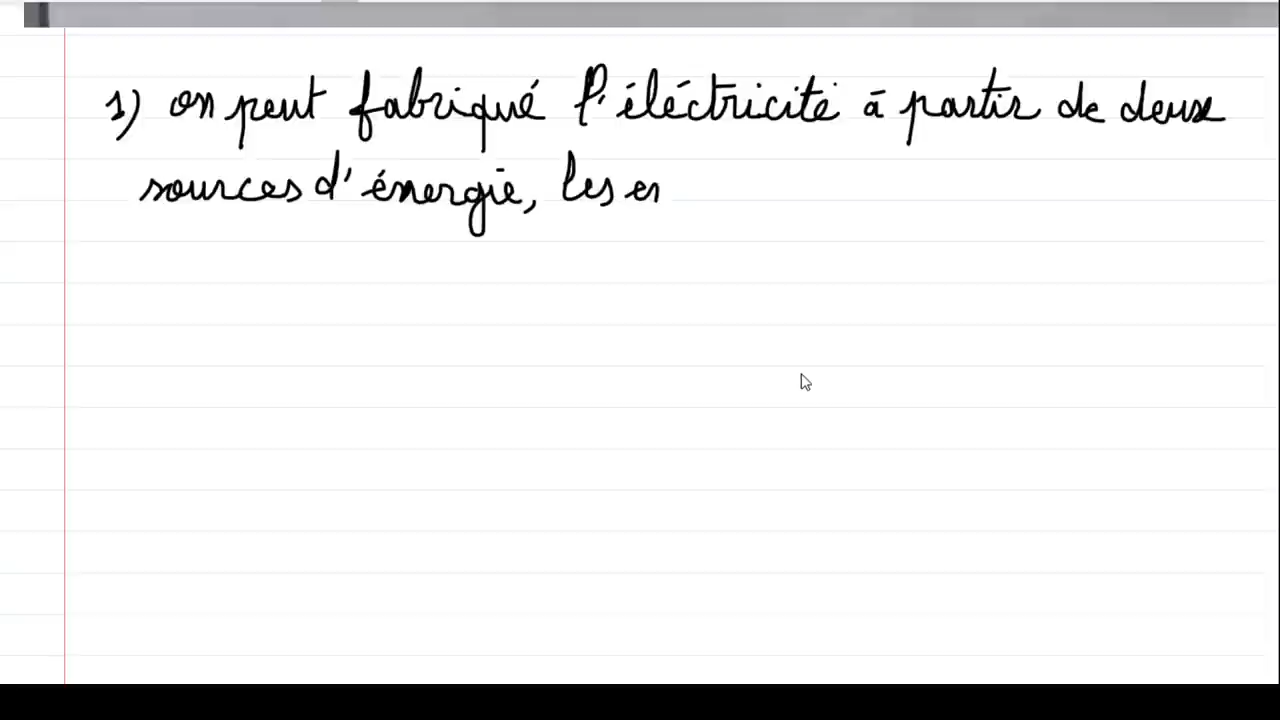 1) on peut fabriqué l'éléctricité à partir de deux
sources d'énergie, les en